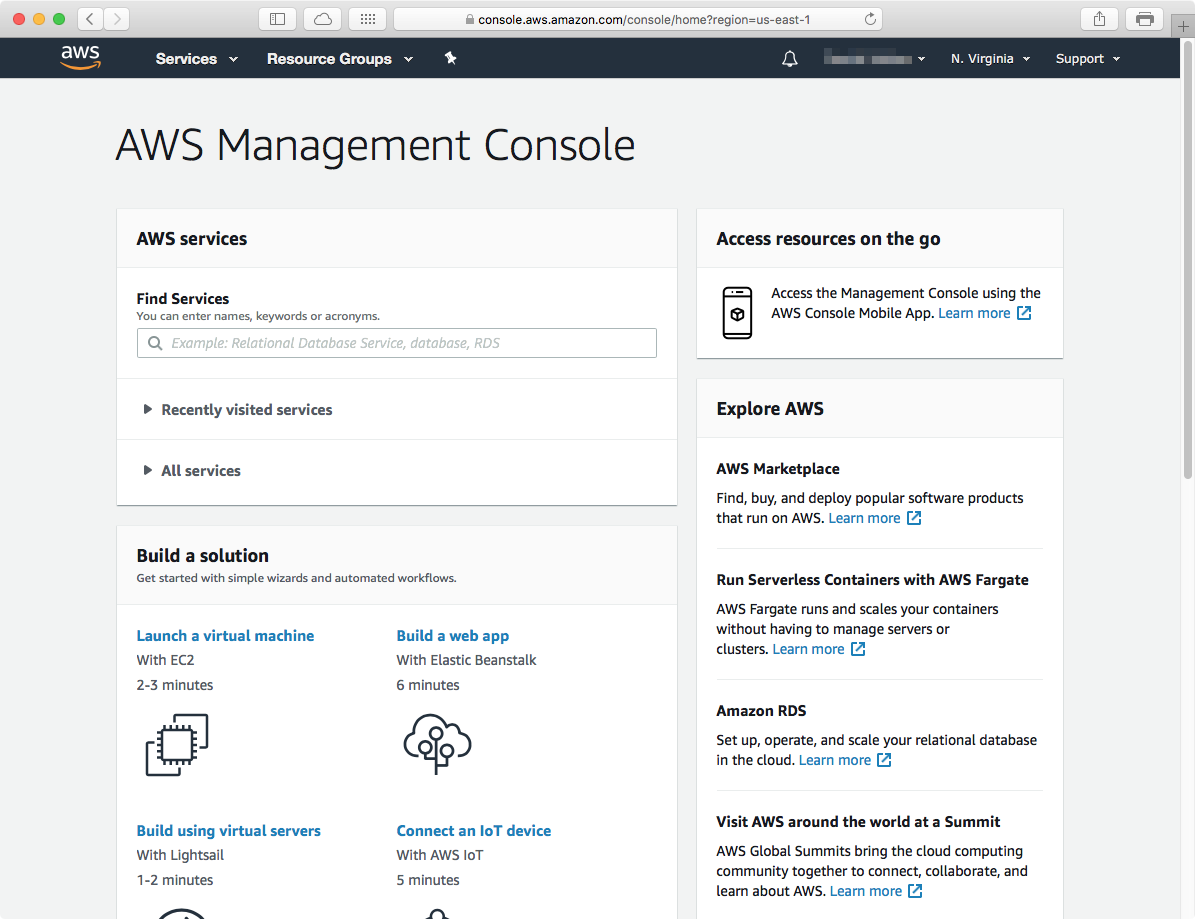 console.aws.amazon.com/console/home?region=us-east-1
aws
Services
Resource Groups
N. Virginia
Support
AWS Management Console
AWS services
Find Services
You can enter names, keywords or acronyms.
Example: Relational Database Service, database, RDS
Recently visited services
All services
Build a solution
Get started with simple wizards and automated workflows.
Launch a virtual machine
With EC2
2-3 minutes
Build a web app
With Elastic Beanstalk
6 minutes
Build using virtual servers
With Lightsail
1-2 minutes
Connect an IoT device
With AWS IoT
5 minutes
Access resources on the go
Access the Management Console using the
AWS Console Mobile App. Learn more
Explore AWS
AWS Marketplace
Find, buy, and deploy popular software products
that run on AWS. Learn more
Run Serverless Containers with AWS Fargate
AWS Fargate runs and scales your containers
without having to manage servers or
clusters. Learn more
Amazon RDS
Set up, operate, and scale your relational database
in the cloud. Learn more
Visit AWS around the world at a Summit
AWS Global Summits bring the cloud computing
community together to connect, collaborate, and
learn about AWS. Learn more